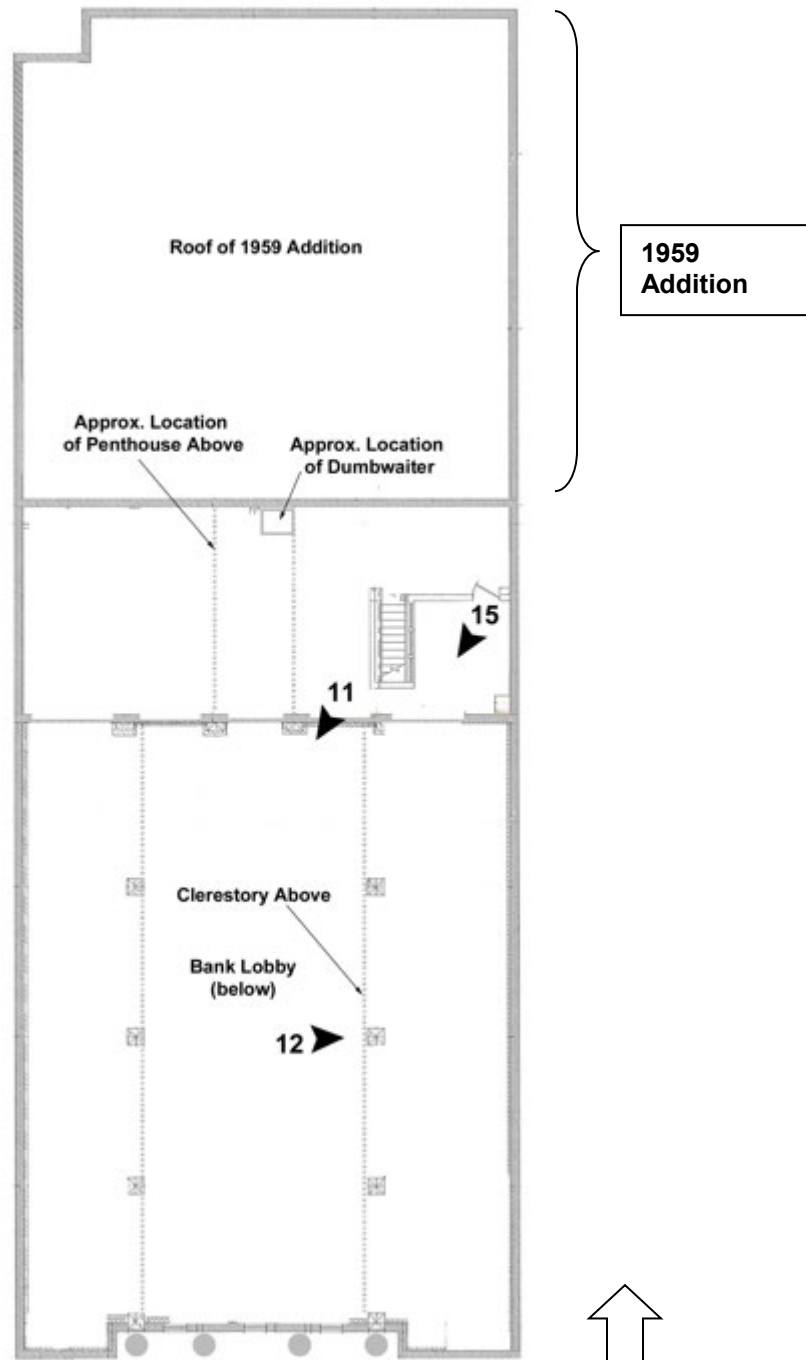 Roof of 1959 Addition
1959
Addition
Approx. Location
of Penthouse Above
Approx. Location
of Dumbwaiter
15
11
Clerestory Above
Bank Lobby
(below)
12